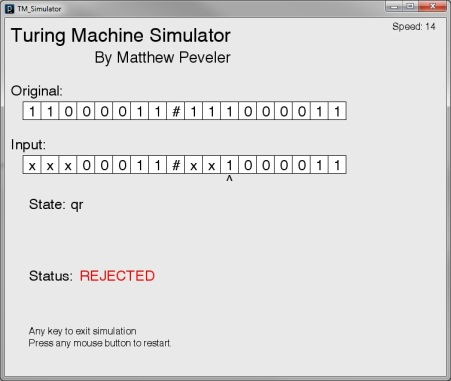 TM_Simulator
Speed: 14
Turing Machine Simulator
By Matthew Peveler
Original:
1 1 0 0 0 0 1 1 # 1 1 1 0 0 0 0 1 1
Input:
x x x 0 0 0 1 1 # x x 1 0 0 0 0 1 1
^
State: qr
Status: REJECTED
Any key to exit simulation
Press any mouse button to restart.